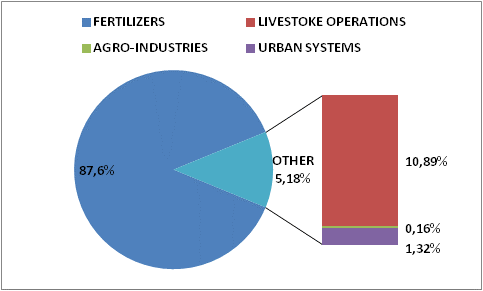 FERTILIZERS
LIVESTOKE OPERATIONS
AGRO-INDUSTRIES
URBAN SYSTEMS
87,6%
OTHER
5,18%
10,89%
0,16%
1,32%